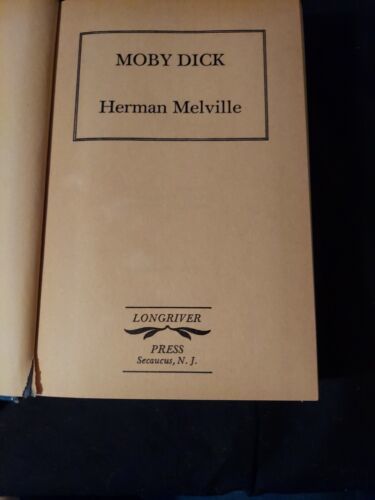 MOBY DICK
Herman Melville
LONGRIVER
PRESS
Secaucus, N. J.